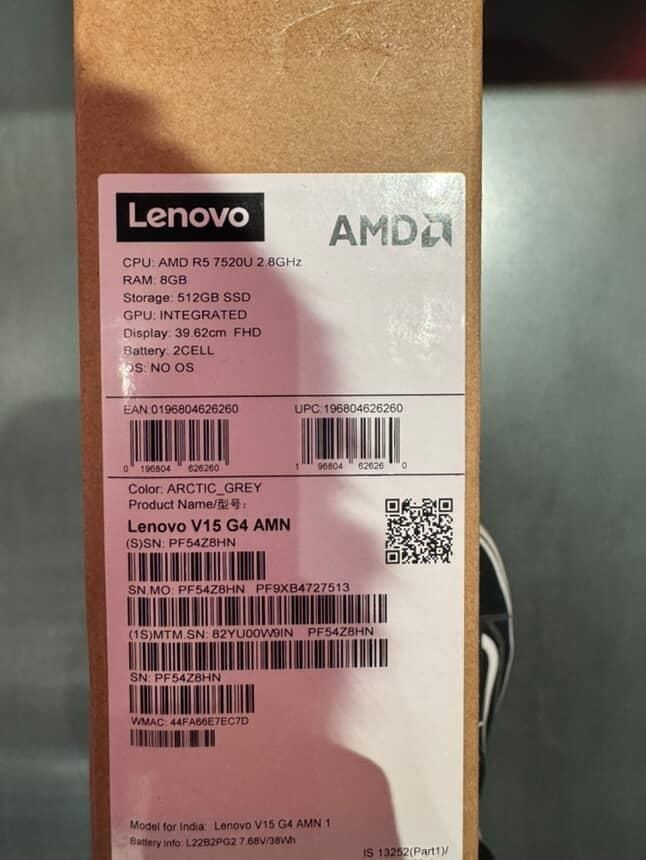 Lenovo
AMD
CPU: AMD R5 7520U 2.8GHz
RAM: 8GB
Storage: 512GB SSD
GPU: INTEGRATED
Display: 39.62cm FHD
Battery: 2CELL
OS: NO OS
EAN:0196804626260 UPC:196804626260
0 196804 626260 1 96804 62626 0
Color: ARCTIC_GREY
Product Name/型号:
Lenovo V15 G4 AMN
(S)SN: PF54Z8HN
SN.MO: PF54Z8HN PF9XB4727513
(1S)MTM.SN: 82YU00W9IN PF54Z8HN
SN: PF54Z8HN
WMAC: 44FA66E7EC7D
Model for India: Lenovo V15 G4 AMN 1
Battery info: L22B2PG2 7.68V/38Wh
IS 13252(Part1)/